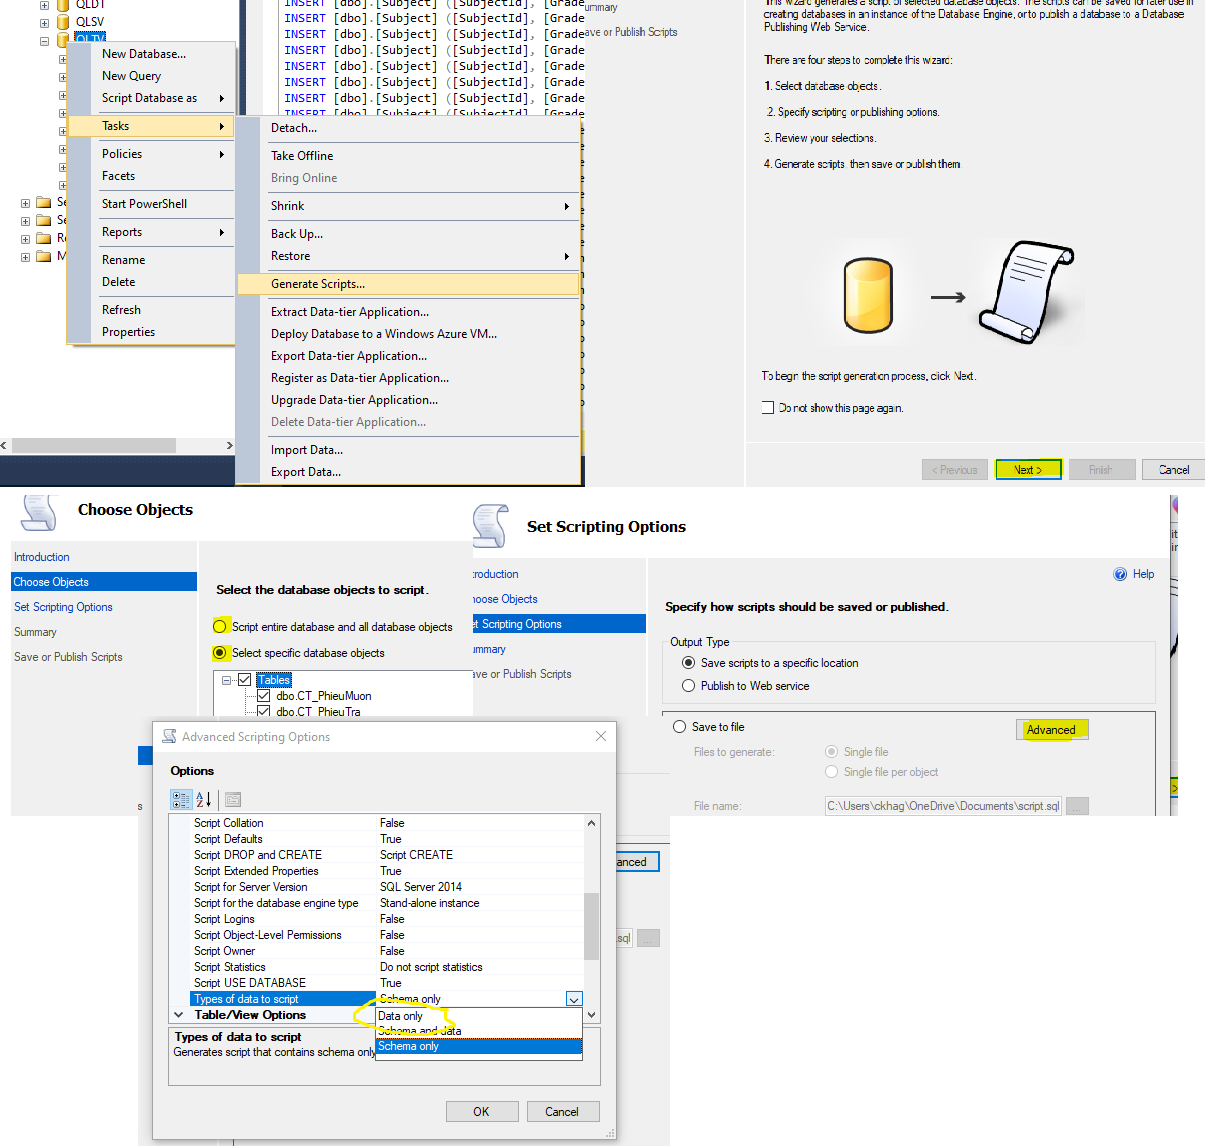 QLDT
QLSV
QLTV
New Database...
New Query
Script Database as
Tasks
Policies
Facets
Start PowerShell
Reports
Rename
Delete
Refresh
Properties
INSERT [dbo].[Subject] ([SubjectId], [Grade
INSERT [dbo].[Subject] ([SubjectId], [Grade
INSERT [dbo].[Subject] ([SubjectId], [Grade
INSERT [dbo].[Subject] ([SubjectId], [Grade
INSERT [dbo].[Subject] ([SubjectId], [Grade
INSERT [dbo].[Subject] ([SubjectId], [Grade
INSERT [dbo].[Subject] ([SubjectId], [Grade
INSERT [dbo].[Subject] ([SubjectId], [Grade
Detach...
Take Offline
Bring Online
Shrink
Back Up...
Restore
Generate Scripts...
Extract Data-tier Application...
Deploy Database to a Windows Azure VM...
Export Data-tier Application...
Register as Data-tier Application...
Upgrade Data-tier Application...
Delete Data-tier Application...
Import Data...
Export Data...
ummary
ave or Publish Scripts
This wizard generates a script of selected database objects. The scripts can be saved for later use in
creating databases in an instance of the Database Engine, or to publish a database to a Database
Publishing Web Service.
There are four steps to complete this wizard:
1. Select database objects.
2. Specify scripting or publishing options.
3. Review your selections.
4. Generate scripts, then save or publish them.
To begin the script generation process, click Next.
Do not show this page again.
< Previous
Next >
Finish
Cancel
Choose Objects
Introduction
Choose Objects
Set Scripting Options
Summary
Save or Publish Scripts
Select the database objects to script.
Script entire database and all database objects
Select specific database objects
Tables
dbo.CT_PhieuMuon
dbo.CT_PhieuTra
Set Scripting Options
troduction
hoose Objects
et Scripting Options
ummary
ave or Publish Scripts
Help
Specify how scripts should be saved or published.
Output Type
Save scripts to a specific location
Publish to Web service
Save to file
Advanced
Files to generate:
Single file
Single file per object
File name:
C:\Users\ckhag\OneDrive\Documents\script.sql
...
Advanced Scripting Options
Options
Script Collation False
Script Defaults True
Script DROP and CREATE Script CREATE
Script Extended Properties True
Script for Server Version SQL Server 2014
Script for the database engine type Stand-alone instance
Script Logins False
Script Object-Level Permissions False
Script Owner False
Script Statistics Do not script statistics
Script USE DATABASE True
Types of data to script Schema only
Table/View Options
Data only
Schema and data
Schema only
Types of data to script
Generates script that contains schema only
OK
Cancel
anced
sql
...